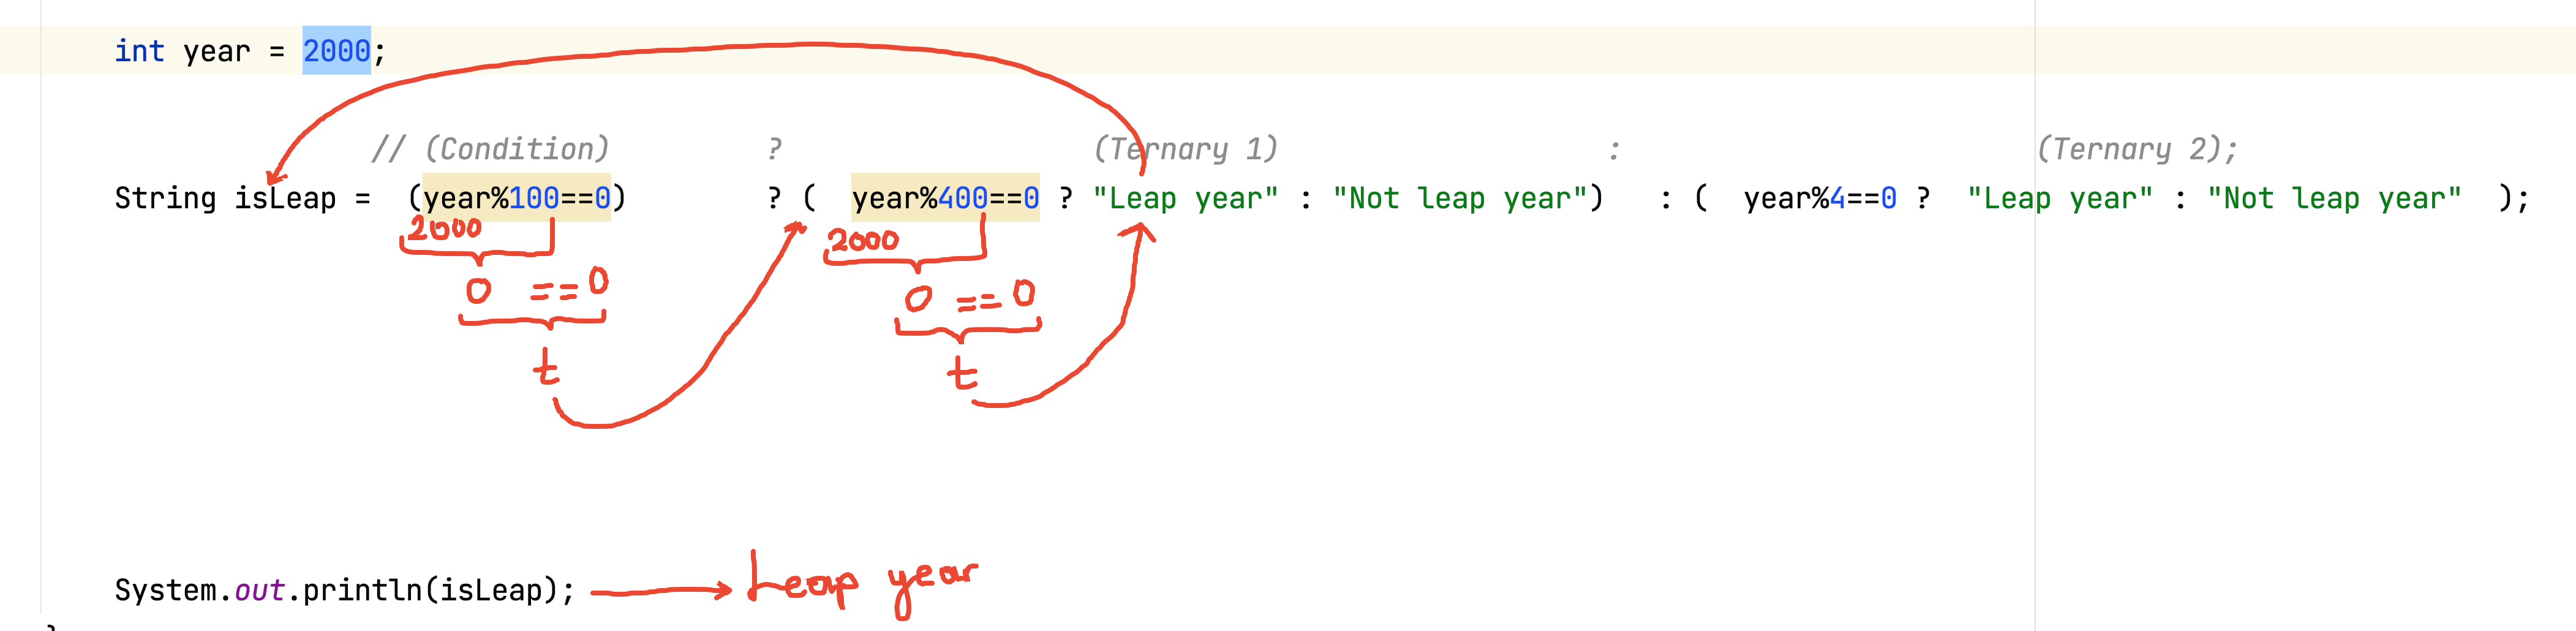 int year = 2000;
// (Condition) ? (Ternary 1) : (Ternary 2);
String isLeap = (year%100==0) ? ( year%400==0 ? "Leap year" : "Not leap year") : ( year%4==0 ? "Leap year" : "Not leap year" );
2000 2000
0 ==0 0 ==0
t t
System.out.println(isLeap); Leap year